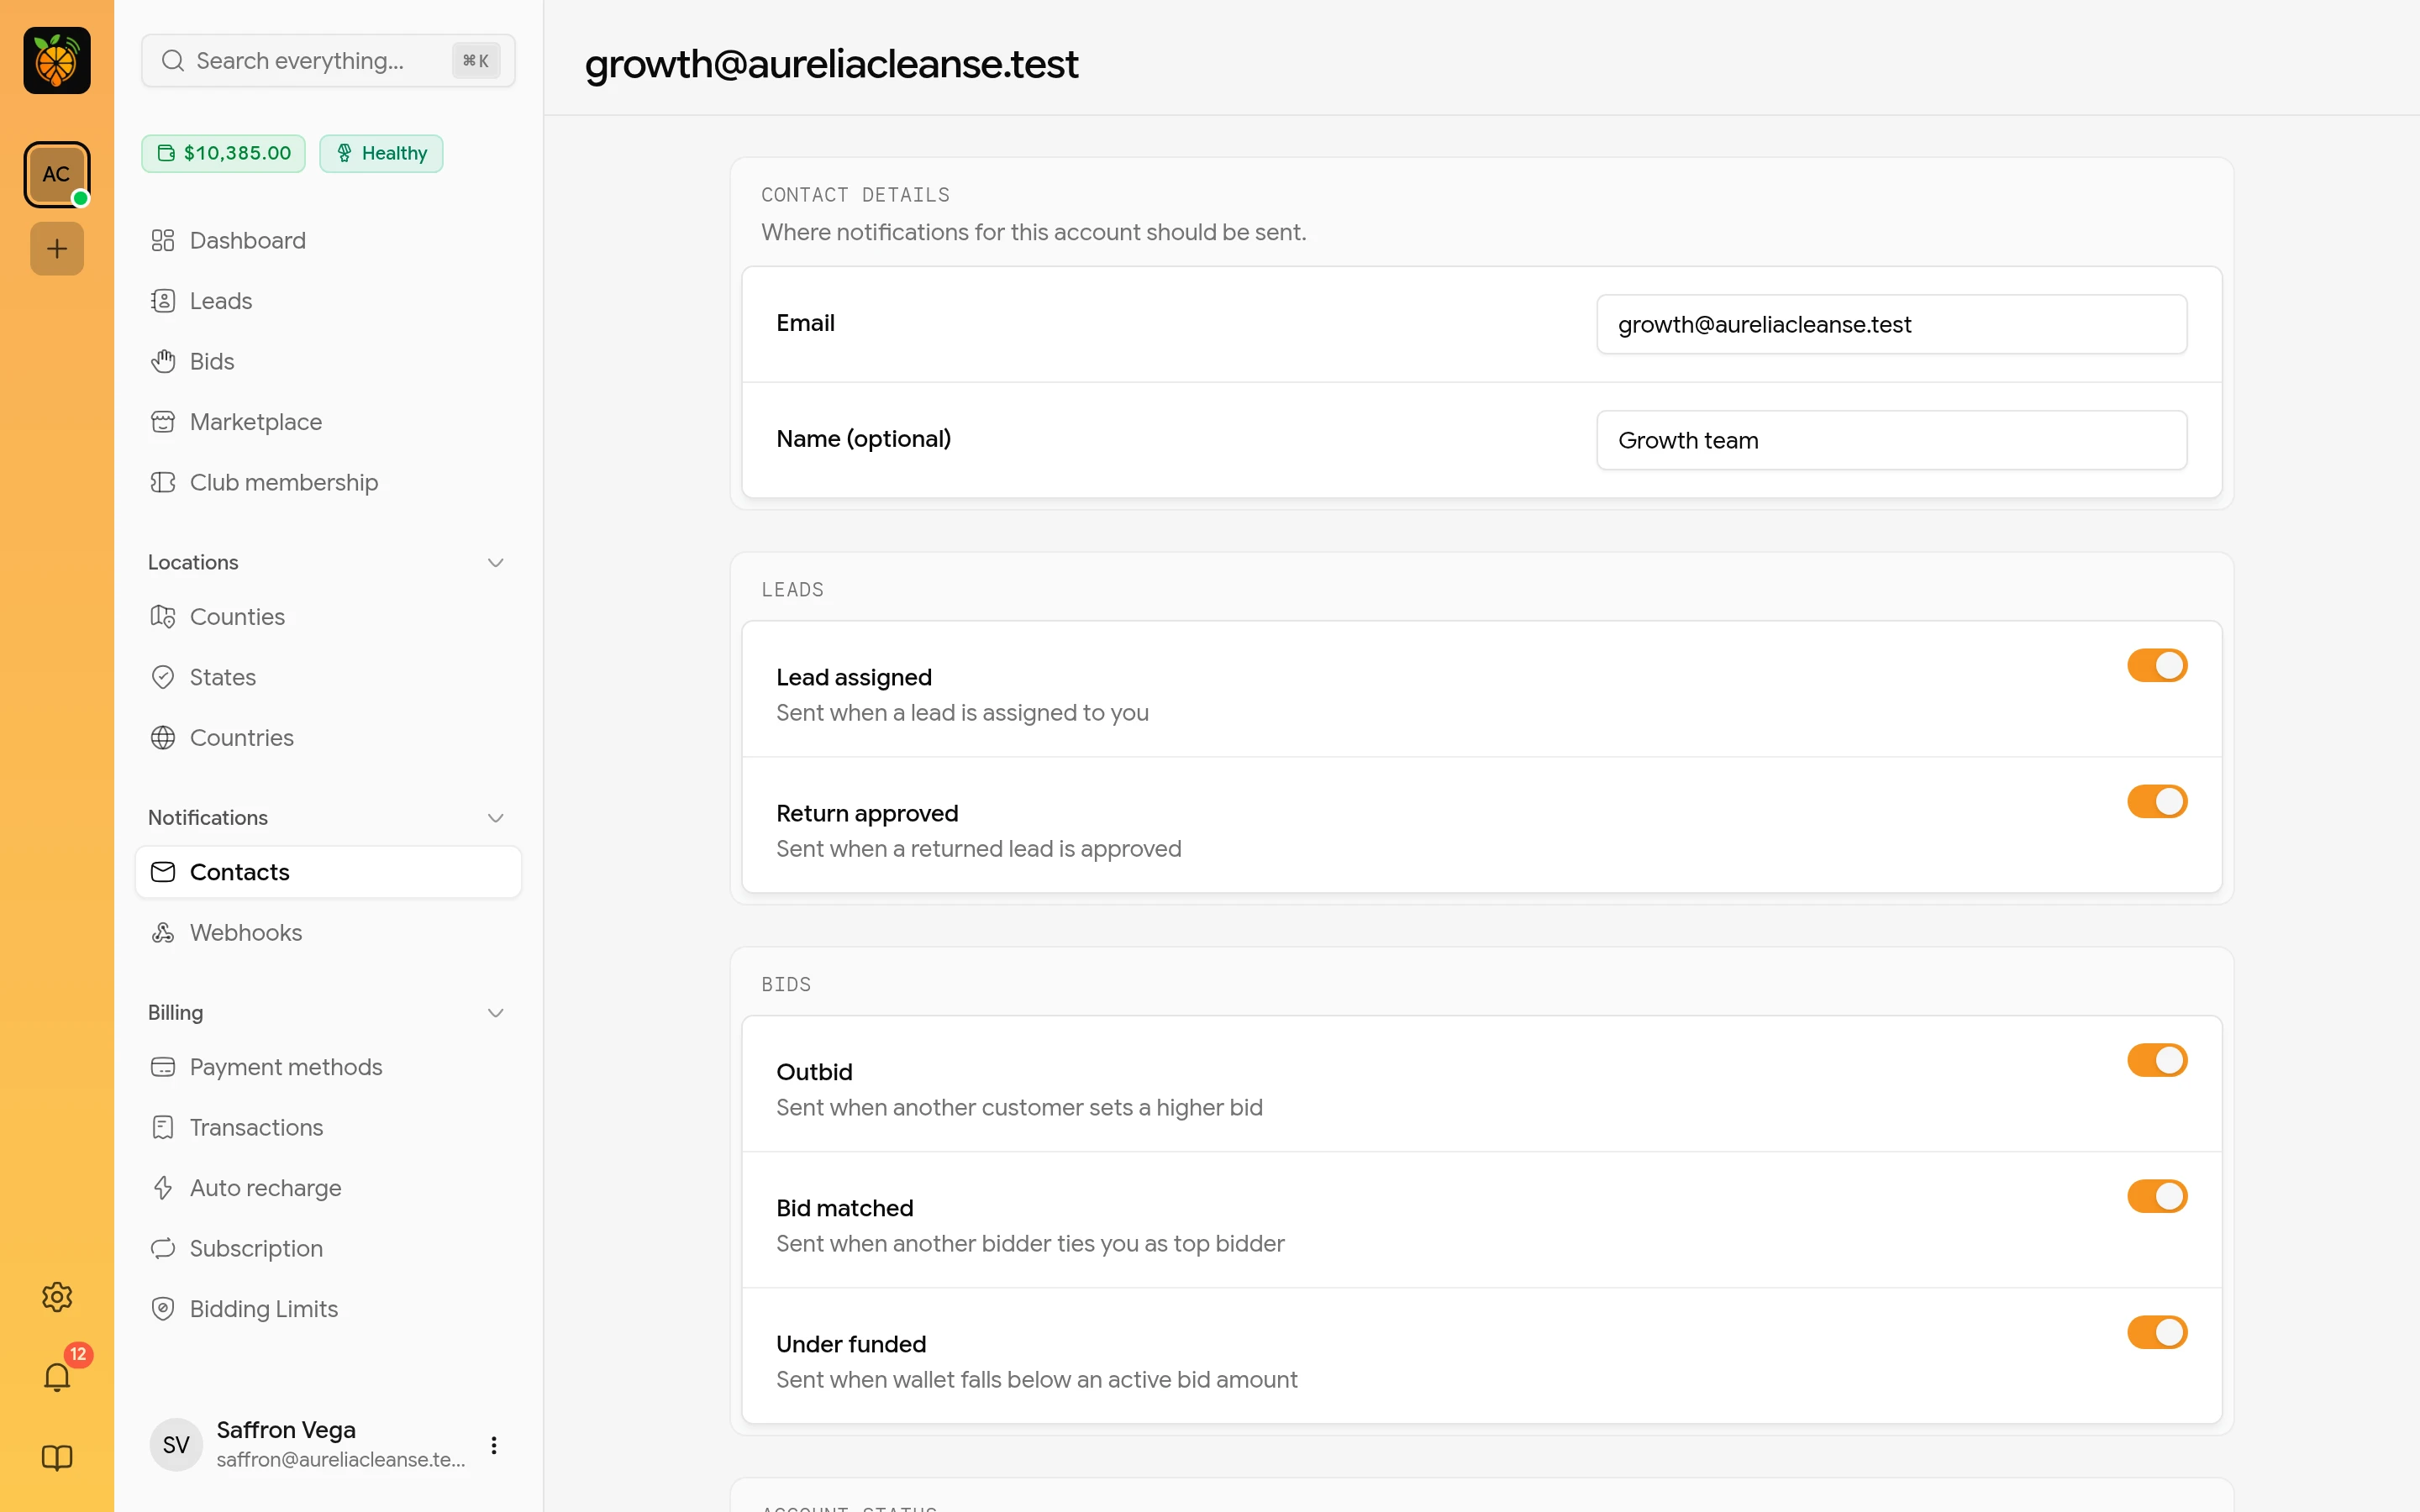 Search everything...
⌘K
AC
$10,385.00
Healthy
Dashboard
Leads
Bids
Marketplace
Club membership
Locations
Counties
States
Countries
Notifications
Contacts
Webhooks
Billing
Payment methods
Transactions
Auto recharge
Subscription
Bidding Limits
12
SV
Saffron Vega
saffron@aureliacleanse.te...
growth@aureliacleanse.test
CONTACT DETAILS
Where notifications for this account should be sent.
Email
growth@aureliacleanse.test
Name (optional)
Growth team
LEADS
Lead assigned
Sent when a lead is assigned to you
Return approved
Sent when a returned lead is approved
BIDS
Outbid
Sent when another customer sets a higher bid
Bid matched
Sent when another bidder ties you as top bidder
Under funded
Sent when wallet falls below an active bid amount
ACCOUNT STATUS